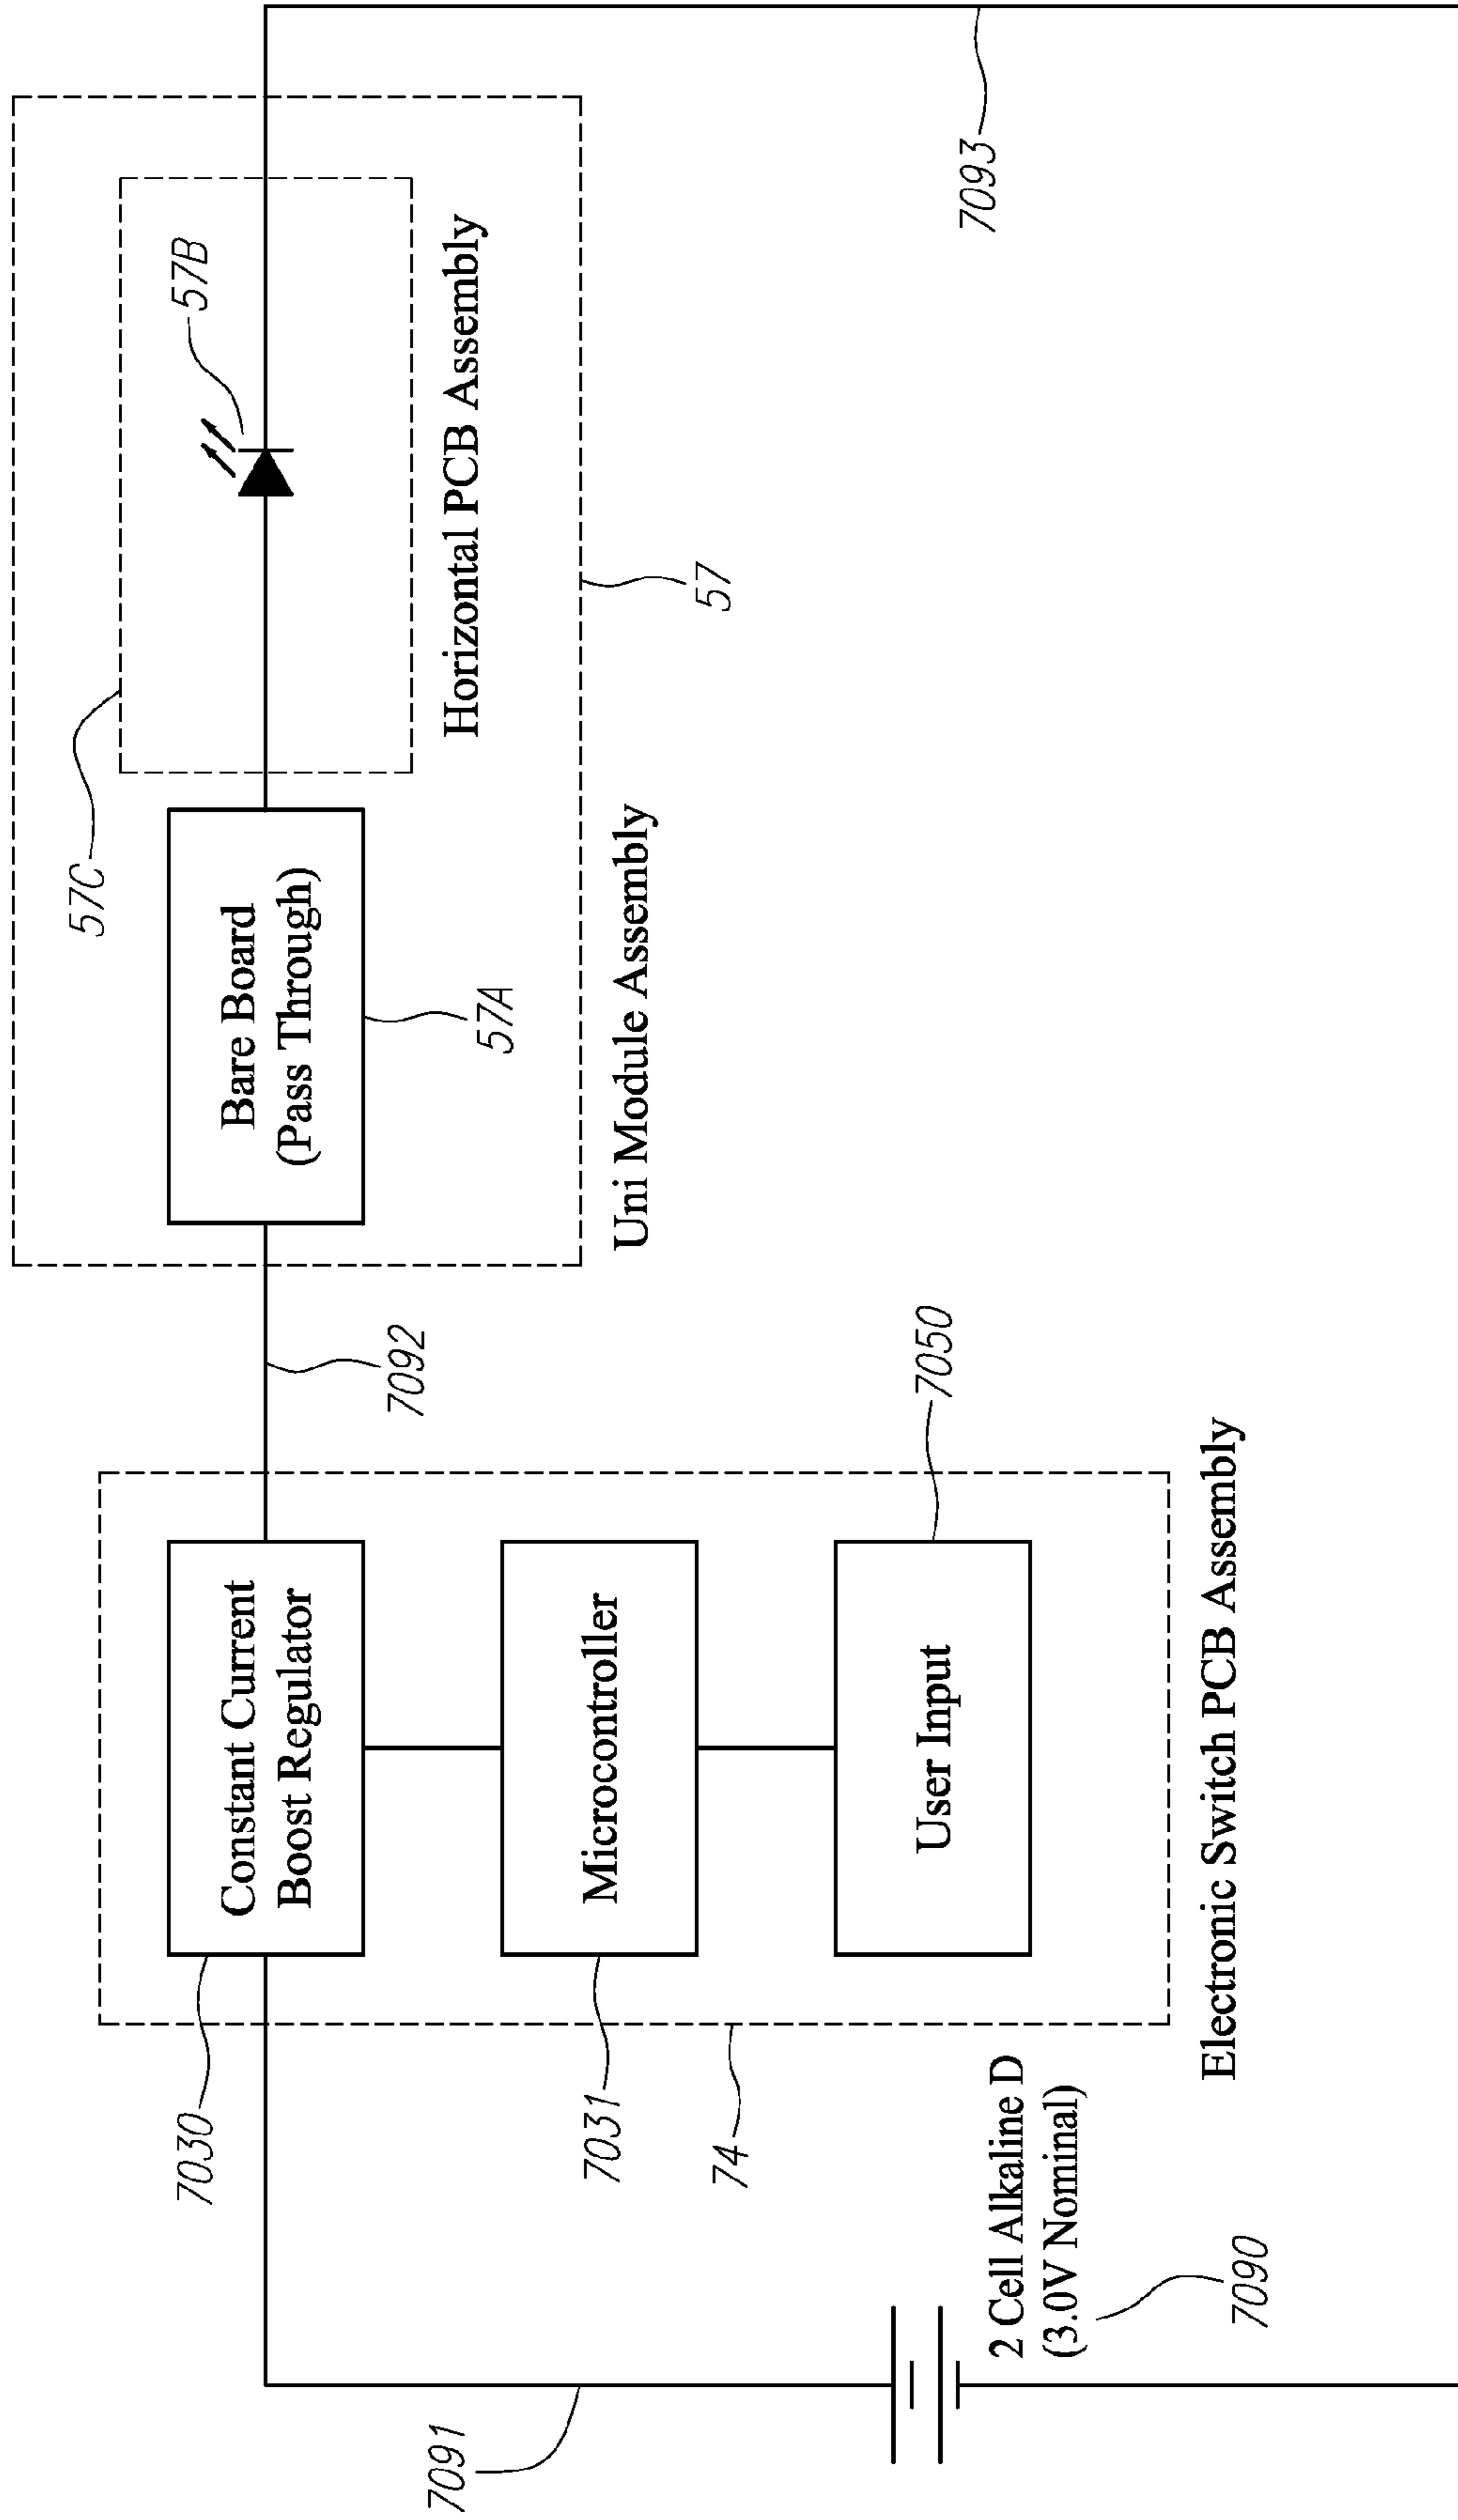 7091
7030
Constant Current
Boost Regulator
7031
Microcontroller
74
User Input
7050
Electronic Switch PCB Assembly
2 Cell Alkaline D
(3.0V Nominal)
7090
7092
57C
Bare Board
(Pass Through)
57A
57B
Horizontal PCB Assembly
Uni Module Assembly
57
7093